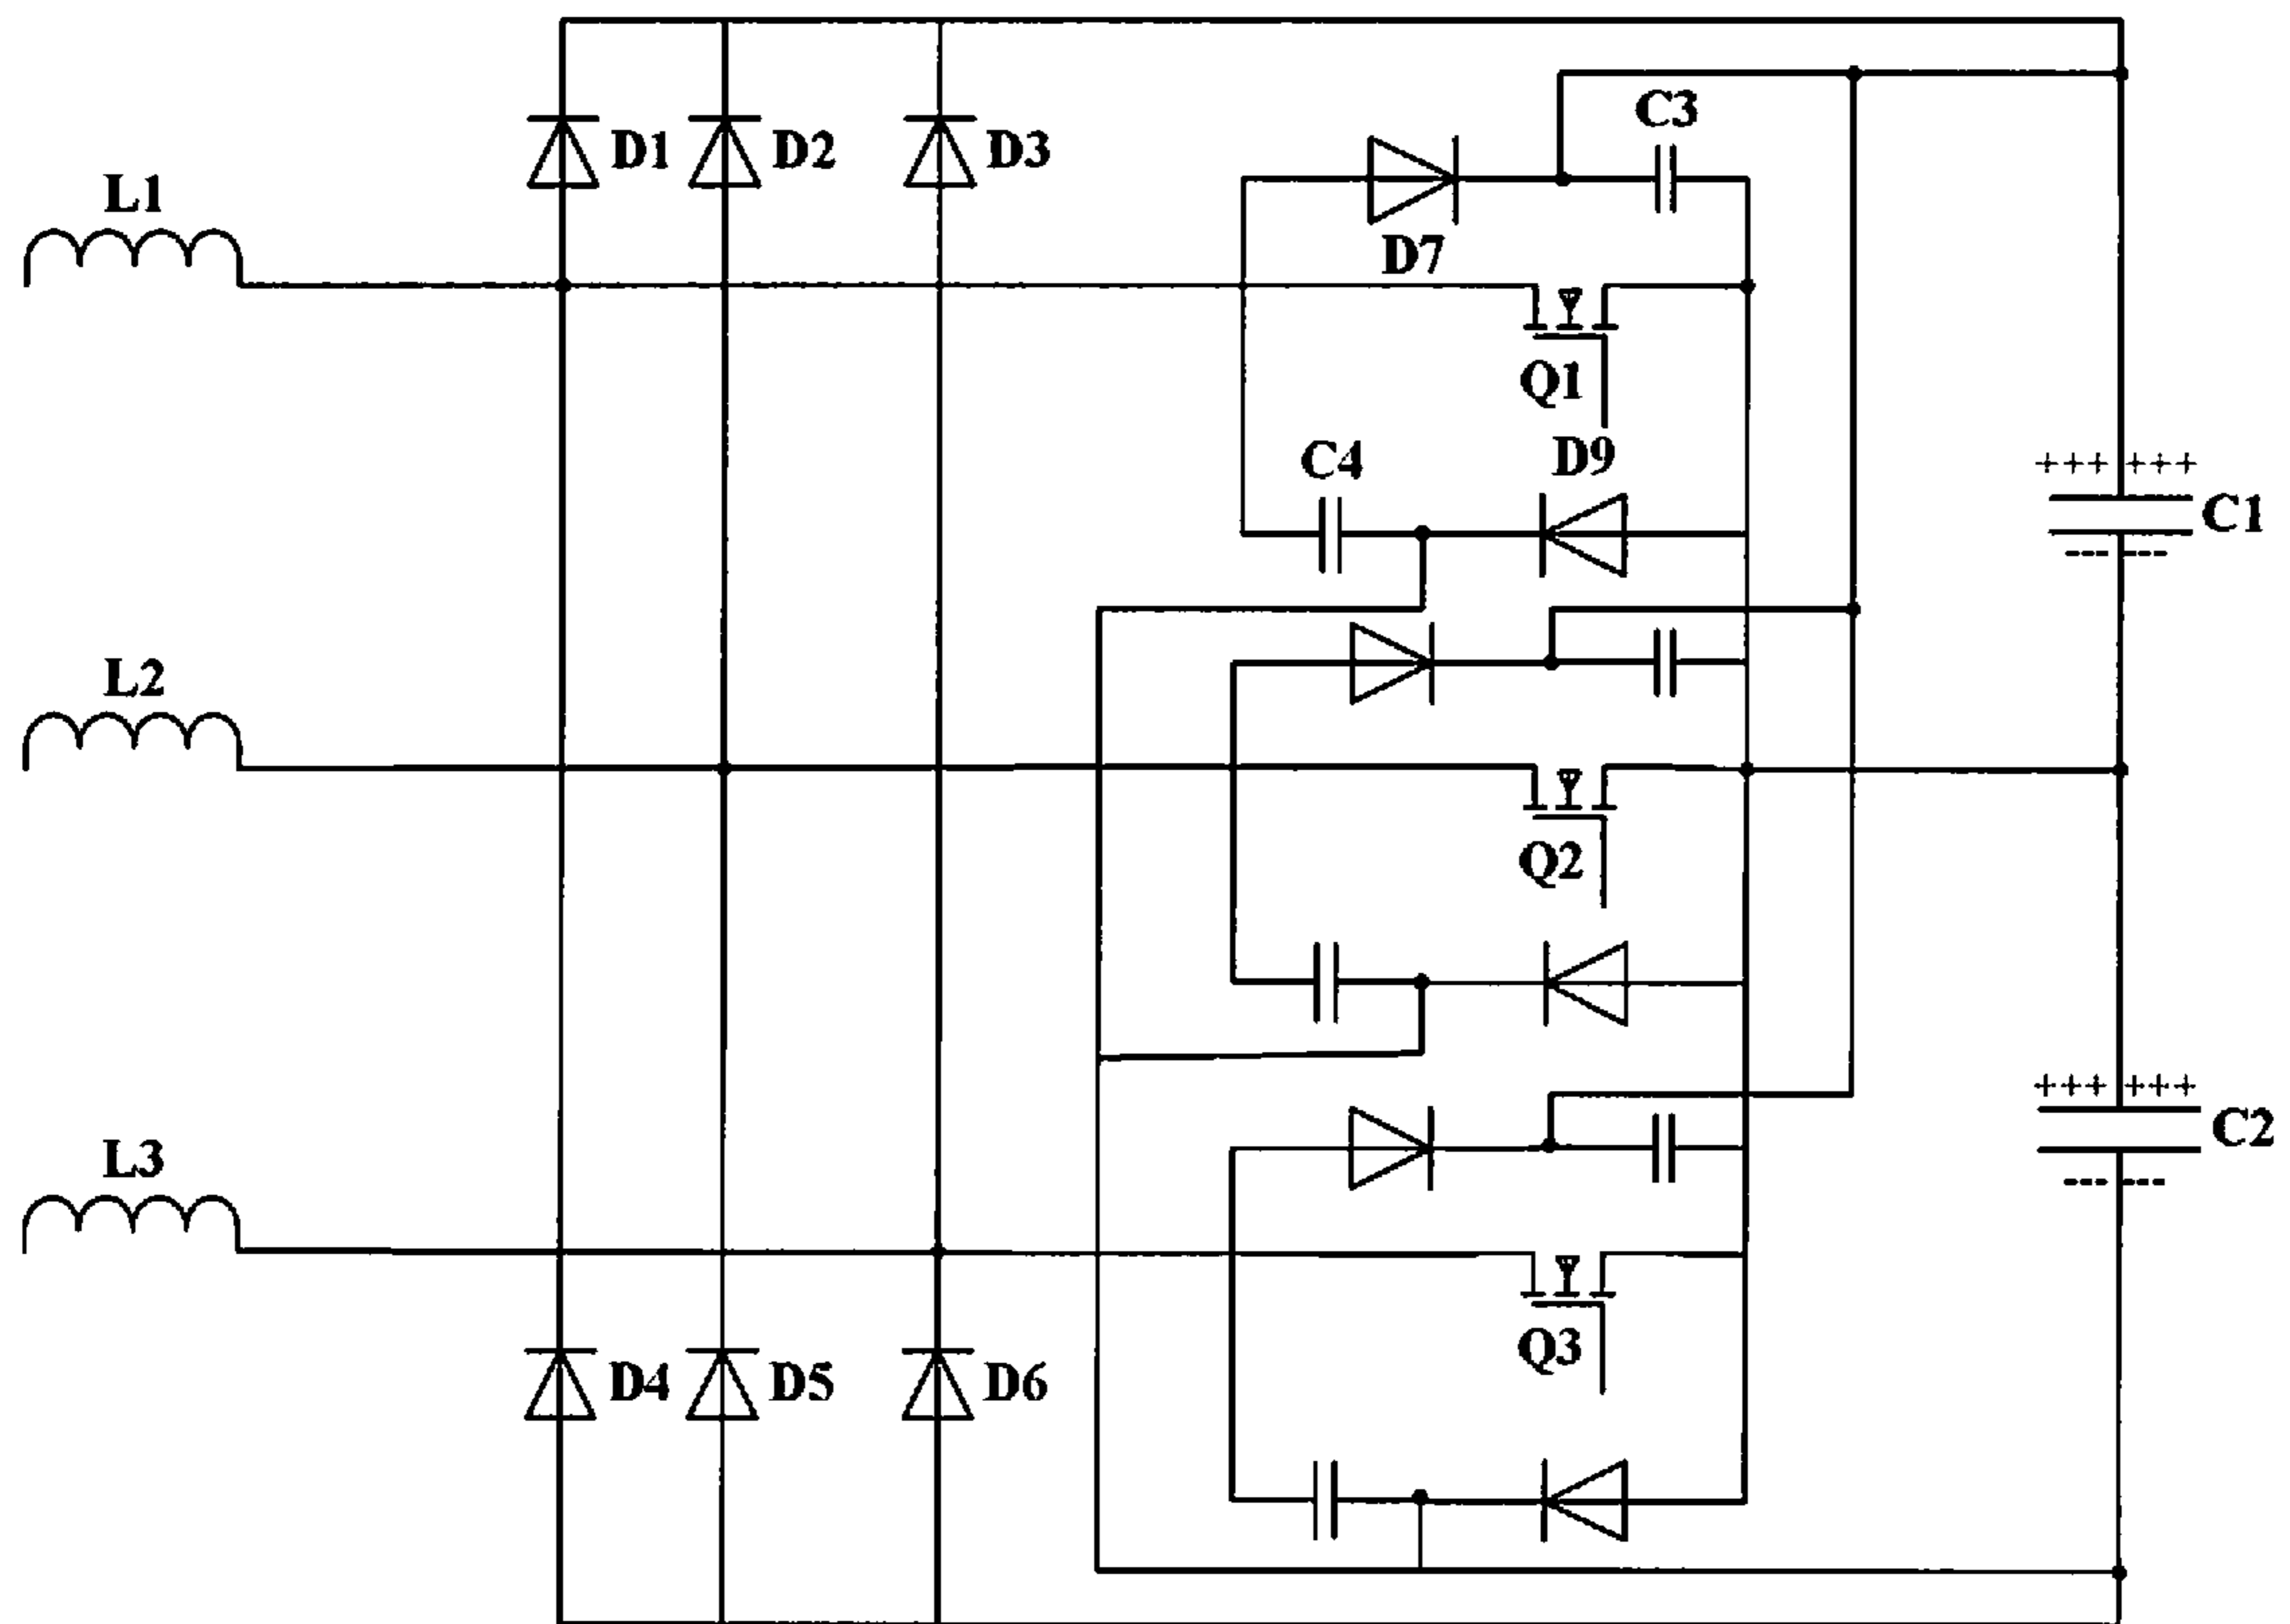 C3
D1
D2
D3
L1
D7
Q1
C4
D9
+++ +++
C1
--- ---
L2
Q2
+++ +++
C2
L3
--- ---
Q3
D4
D5
D6